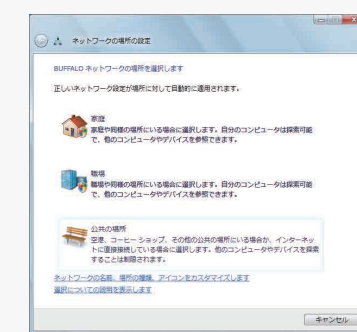 ネットワークの場所の設定
BUFFALO ネットワークの場所を選択します
正しいネットワーク設定が場所に対して自動的に適用されます。
家庭
家庭や同様の場所にいる場合に選択します。自分のコンピュータは探索可能
で、他のコンピュータやデバイスを参照できます。
職場
職場や同様の場所にいる場合に選択します。自分のコンピュータは探索可能
で、他のコンピュータやデバイスを参照できます。
公共の場所
空港、コーヒー ショップ、その他の公共の場所にいる場合か、インターネッ
トに直接接続している場合に選択します。他のコンピュータやデバイスを探索
することは制限されます。
ネットワークの名前、場所の種類、アイコンをカスタマイズします
選択についての説明を表示します
キャンセル